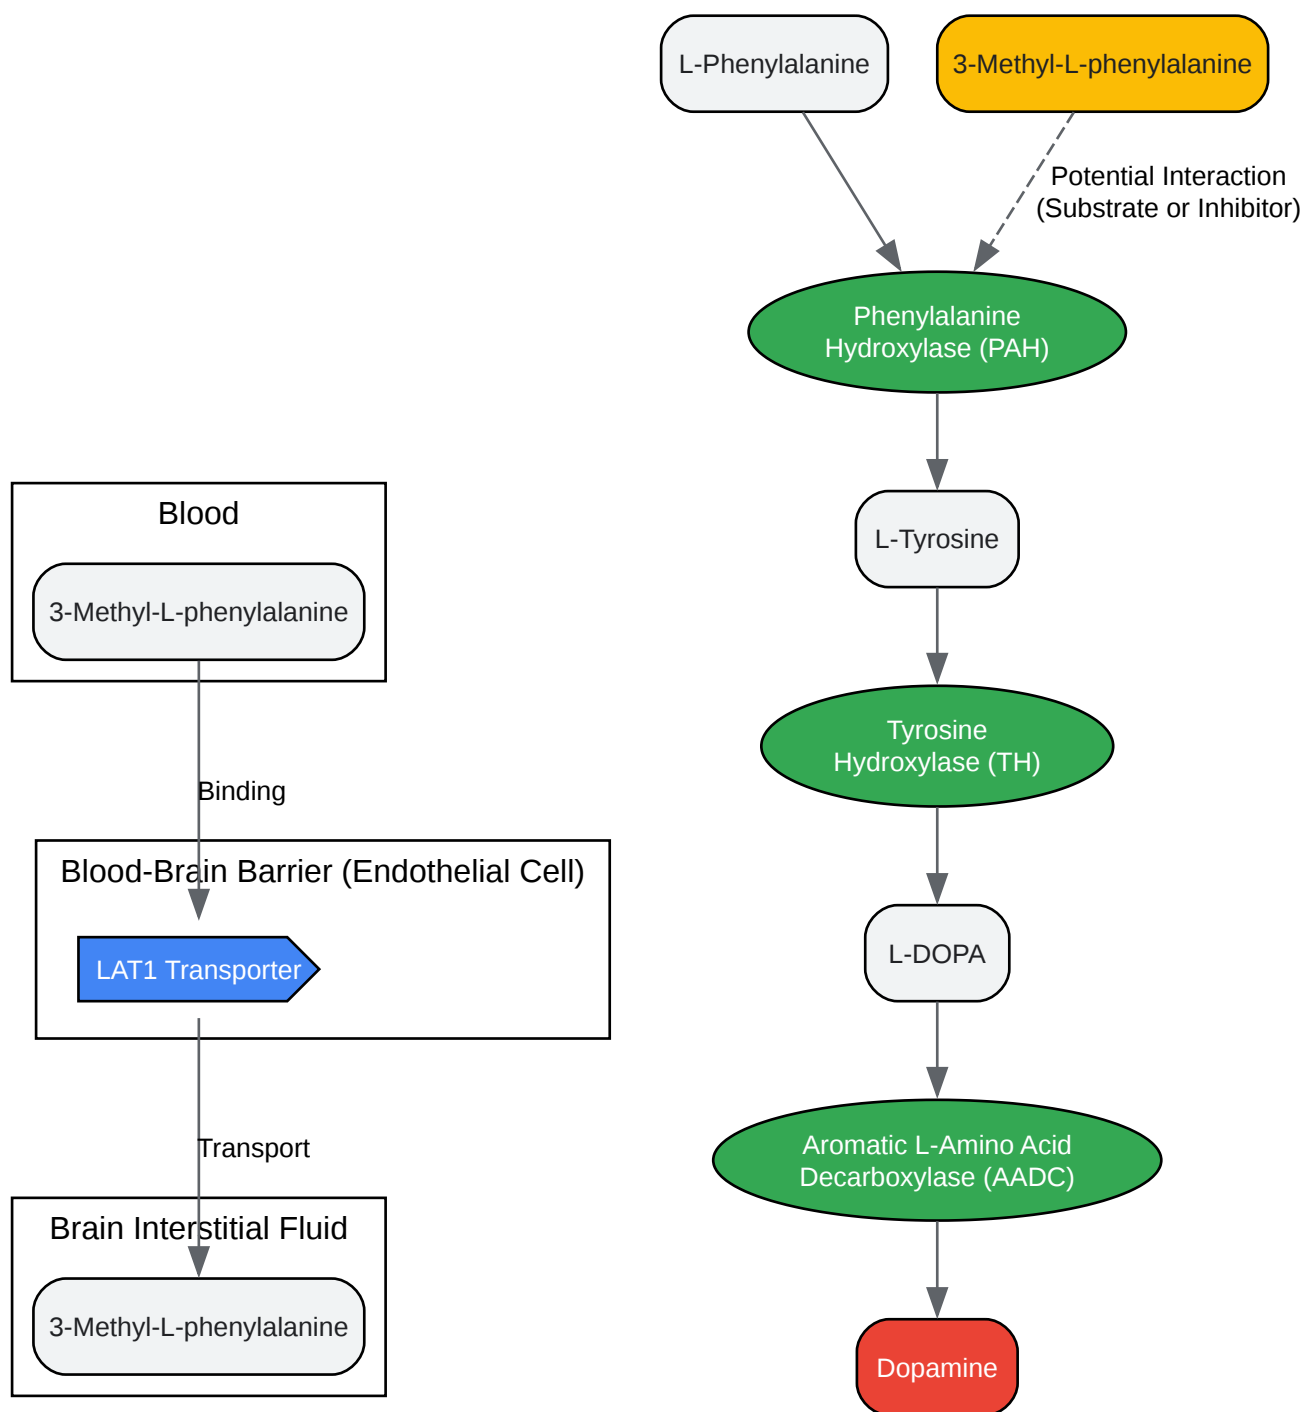 L-Phenylalanine
3-Methyl-L-phenylalanine
Potential Interaction
(Substrate or Inhibitor)
Phenylalanine
Hydroxylase (PAH)
L-Tyrosine
Tyrosine
Hydroxylase (TH)
L-DOPA
Aromatic L-Amino Acid
Decarboxylase (AADC)
Dopamine
Blood
3-Methyl-L-phenylalanine
Binding
Blood-Brain Barrier (Endothelial Cell)
LAT1 Transporter
Transport
Brain Interstitial Fluid
3-Methyl-L-phenylalanine